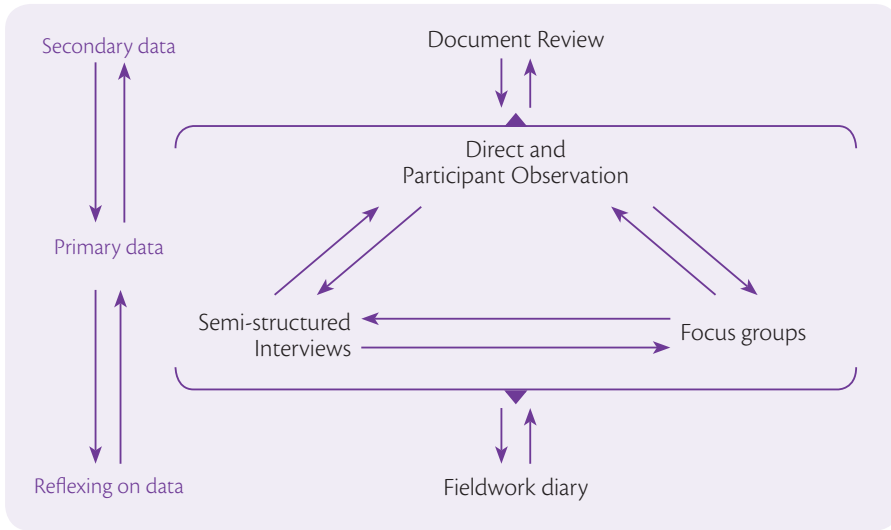 Secondary data
Document Review
Direct and
Participant Observation
Primary data
Semi-structured
Interviews
Focus groups
Reflexing on data
Fieldwork diary